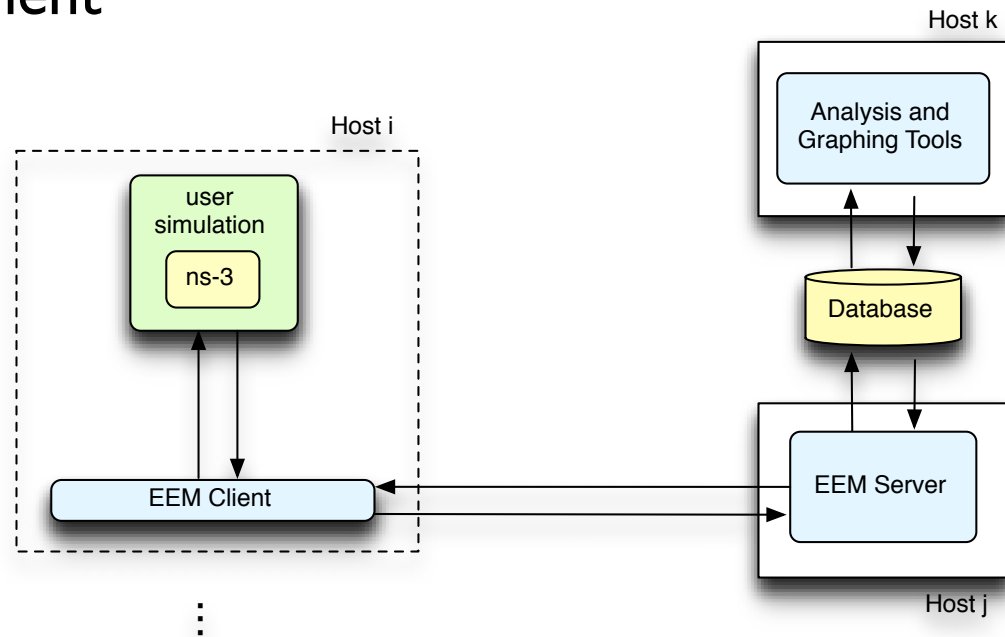 Host k
Analysis and
Graphing Tools
Host i
user
simulation
ns-3
Database
EEM Client
EEM Server
Host j